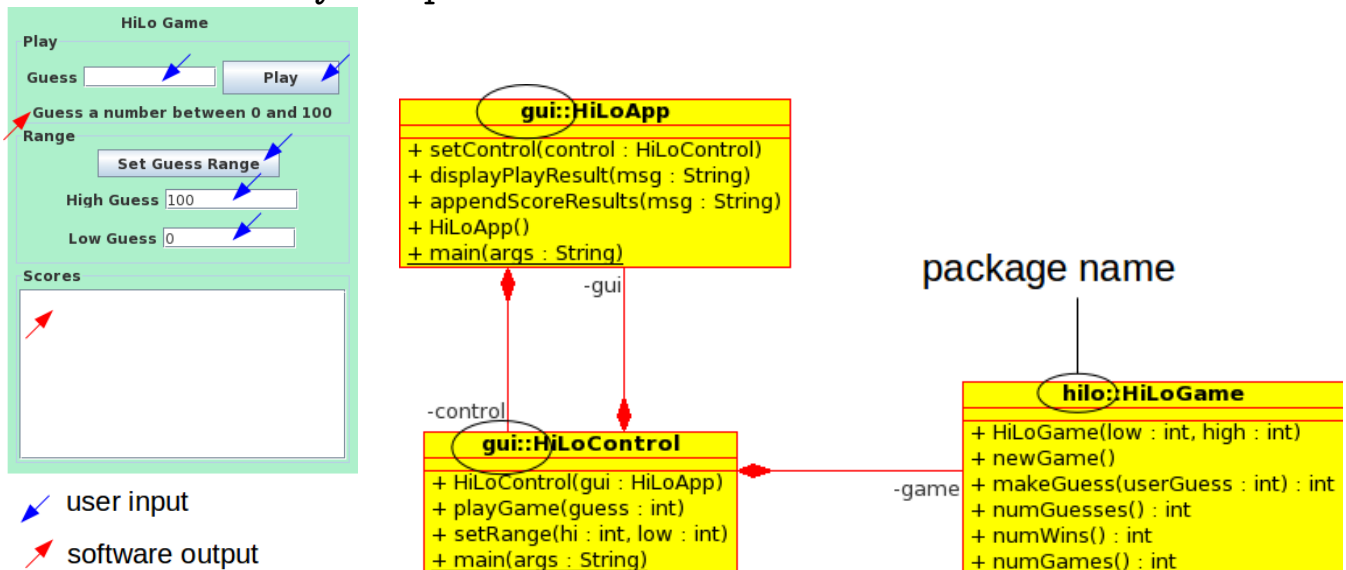 HiLo Game
Play
Guess
Play
Guess a number between 0 and 100
Range
Set Guess Range
High Guess 100
Low Guess 0
Scores
user input
software output
gui::HiLoApp
+ setControl(control : HiLoControl)
+ displayPlayResult(msg : String)
+ appendScoreResults(msg : String)
+ HiLoApp()
+ main(args : String)
-gui
-control
gui::HiLoControl
+ HiLoControl(gui : HiLoApp)
+ playGame(guess : int)
+ setRange(hi : int, low : int)
+ main(args : String)
-game
package name
hilo::HiLoGame
+ HiLoGame(low : int, high : int)
+ newGame()
+ makeGuess(userGuess : int) : int
+ numGuesses() : int
+ numWins() : int
+ numGames() : int